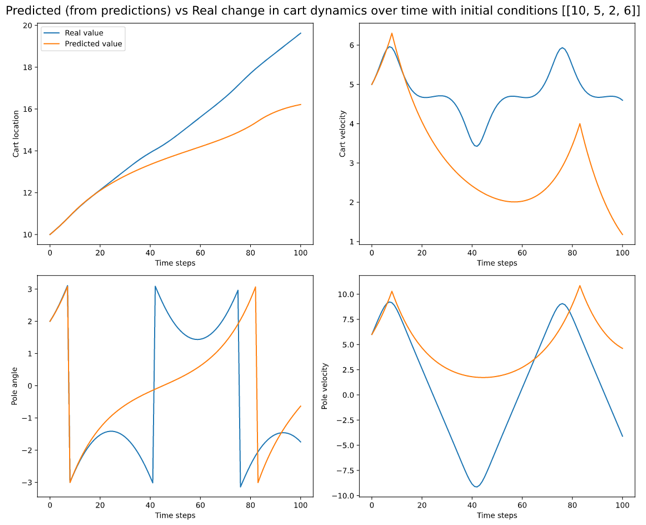 Predicted (from predictions) vs Real change in cart dynamics over time with initial conditions [[10, 5, 2, 6]]
Real value
Predicted value
20
18
16
14
12
10
Cart location
0 20 40 60 80 100
Time steps
6
5
4
3
2
1
Cart velocity
0 20 40 60 80 100
Time steps
3
2
1
0
−1
−2
−3
Pole angle
0 20 40 60 80 100
Time steps
10.0
7.5
5.0
2.5
0.0
−2.5
−5.0
−7.5
−10.0
Pole velocity
0 20 40 60 80 100
Time steps